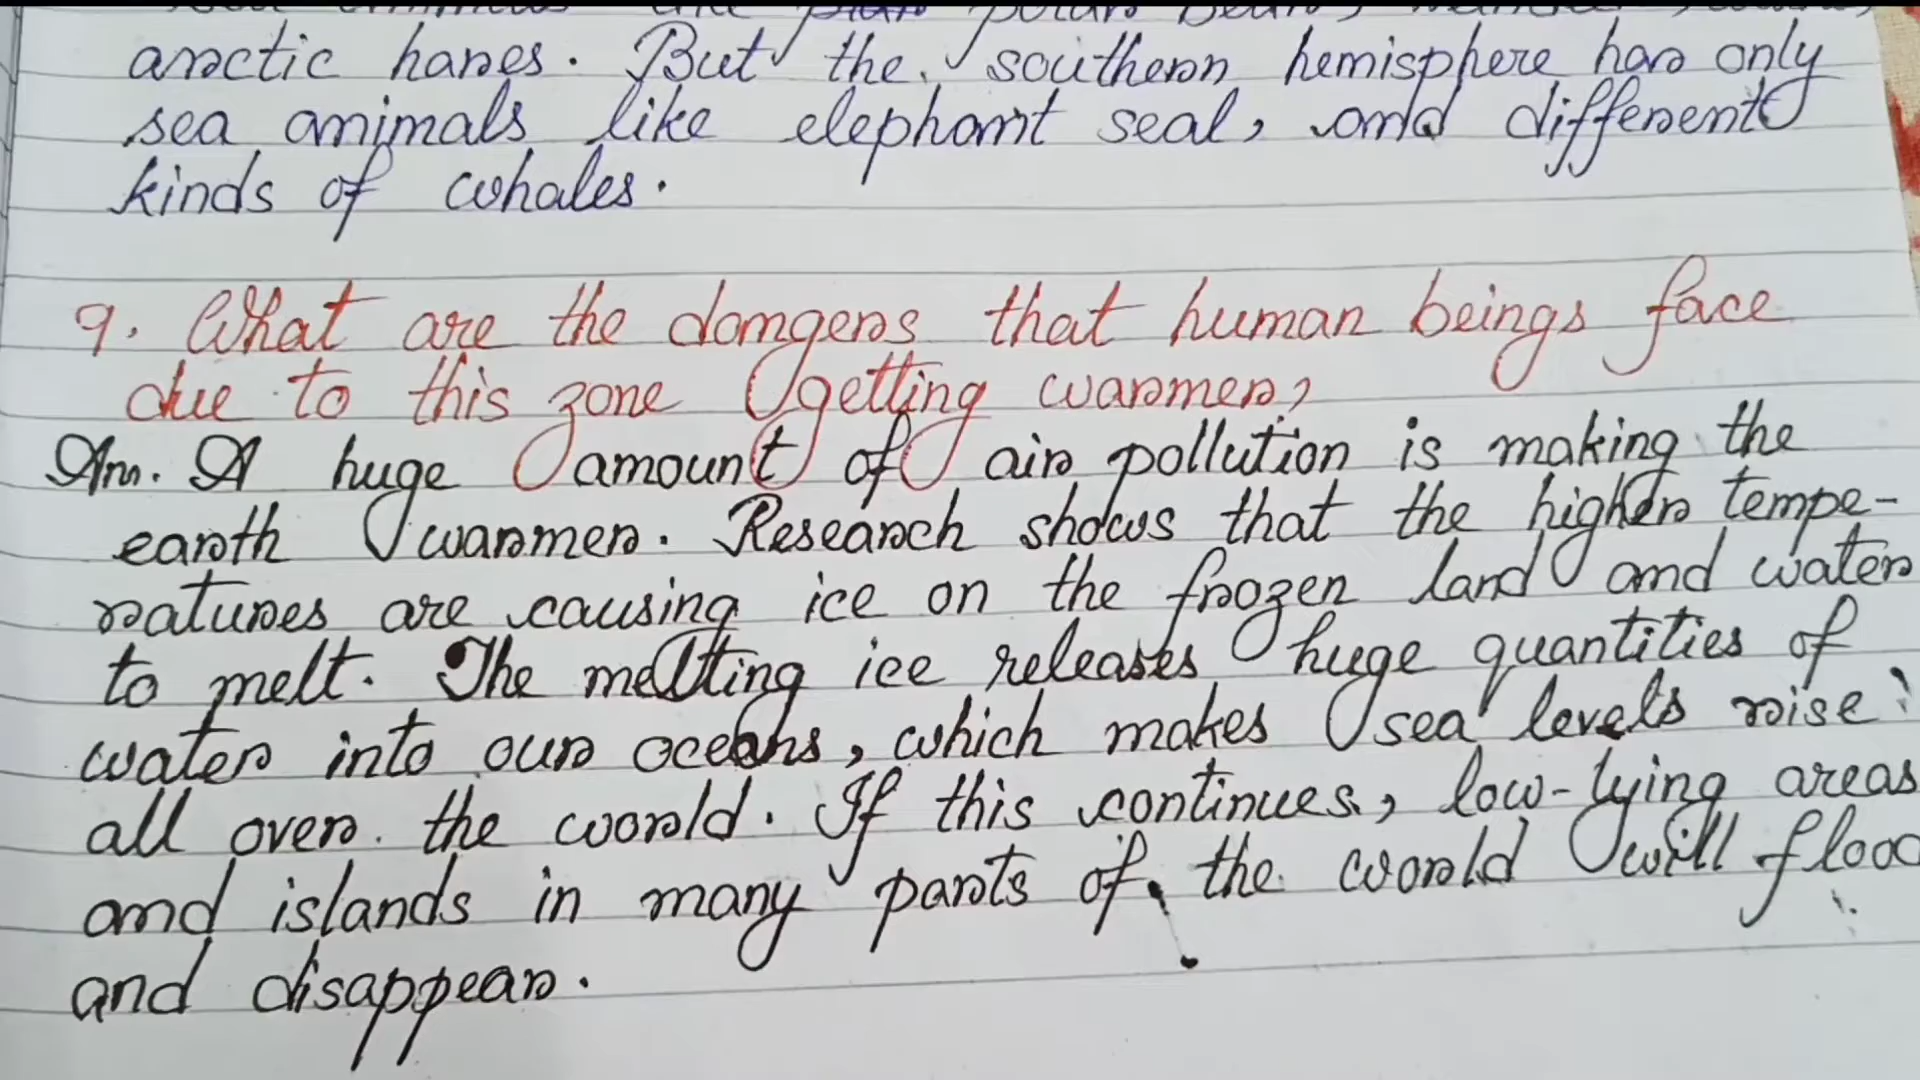 arctic hares. But the southern hemisphere has only
sea animals like elephant seal, and different
kinds of whales.
9. What are the dangers that human beings face
due to this zone getting warmer?
Ans. A huge amount of air pollution is making the
earth warmer. Research shows that the higher tempe-
ratures are causing ice on the frozen land and water
to melt. The melting ice releases huge quantities of
water into our oceans, which makes sea levels rise
all over the world. If this continues, low-lying areas
and islands in many parts of the world will flood
and disappear.